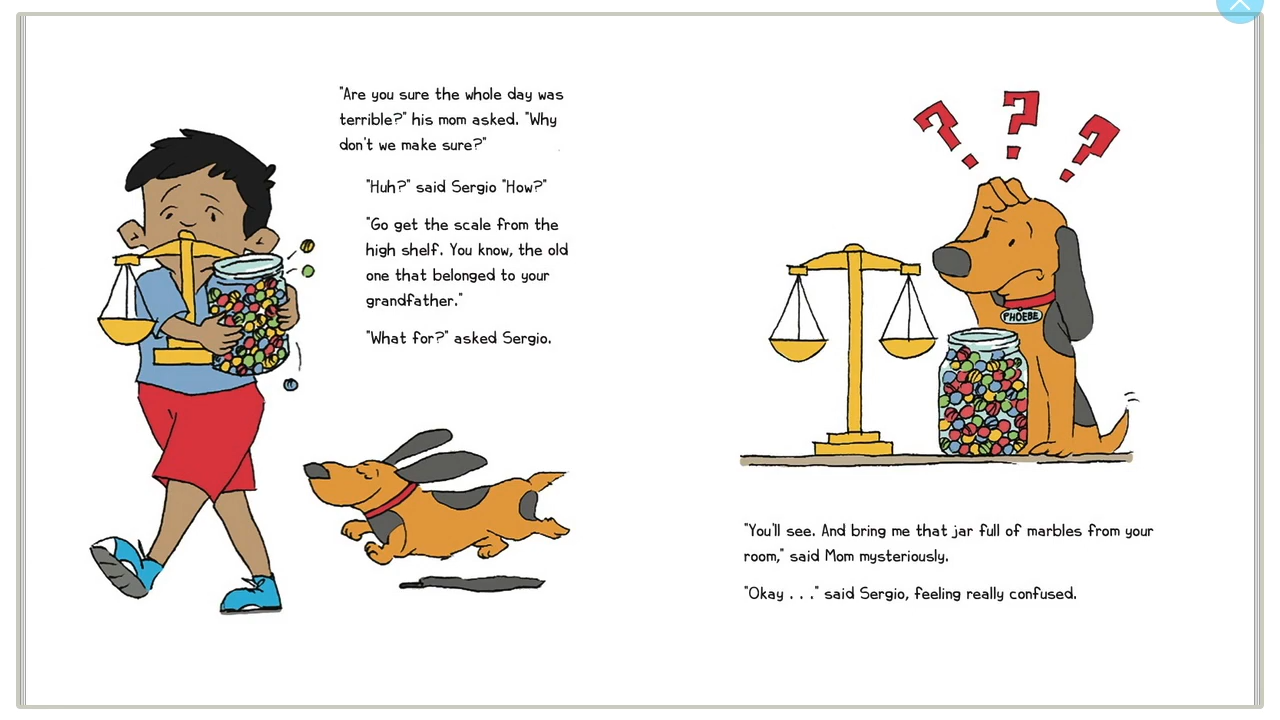 "Are you sure the whole day was
terrible?" his mom asked. "Why
don't we make sure?"
"Huh?" said Sergio "How?"
"Go get the scale from the
high shelf. You know, the old
one that belonged to your
grandfather."
"What for?" asked Sergio.
? ? ?
PHOEBE
"You'll see. And bring me that jar full of marbles from your
room," said Mom mysteriously.
"Okay . . ." said Sergio, feeling really confused.